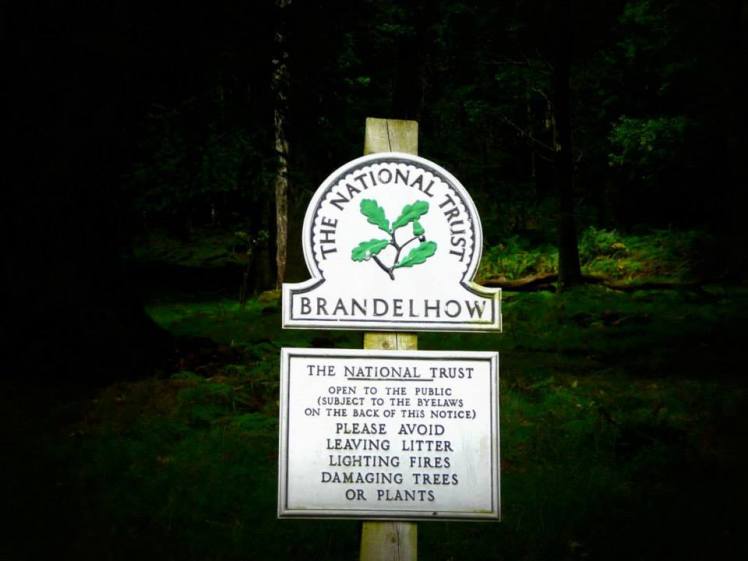 THE NATIONAL TRUST
BRANDELHOW
THE NATIONAL TRUST
OPEN TO THE PUBLIC
(SUBJECT TO THE BYELAWS
ON THE BACK OF THIS NOTICE)
PLEASE AVOID
LEAVING LITTER
LIGHTING FIRES
DAMAGING TREES
OR PLANTS